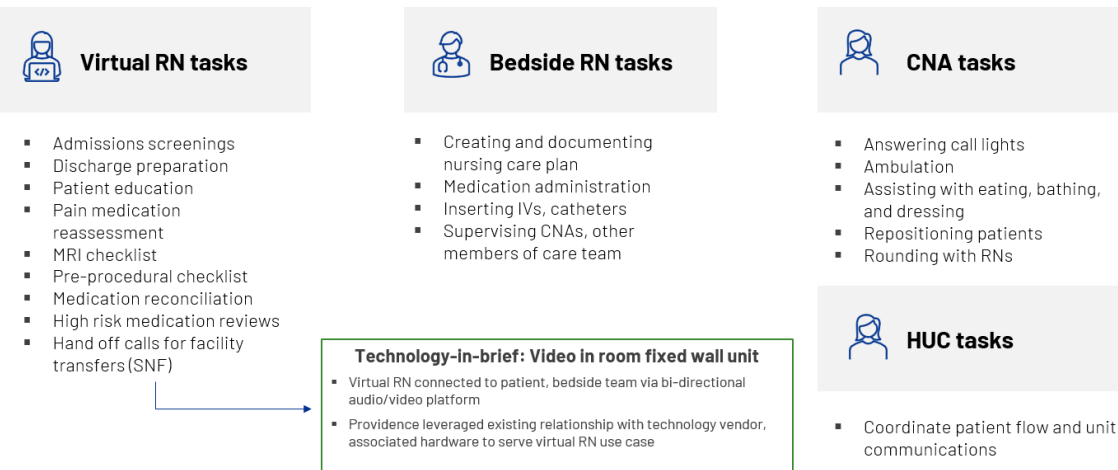 Virtual RN tasks
▪ Admissions screenings
▪ Discharge preparation
▪ Patient education
▪ Pain medication
reassessment
▪ MRI checklist
▪ Pre-procedural checklist
▪ Medication reconciliation
▪ High risk medication reviews
▪ Hand off calls for facility
transfers (SNF)
Bedside RN tasks
▪ Creating and documenting
nursing care plan
▪ Medication administration
▪ Inserting IVs, catheters
▪ Supervising CNAs, other
members of care team
CNA tasks
▪ Answering call lights
▪ Ambulation
▪ Assisting with eating, bathing,
and dressing
▪ Repositioning patients
▪ Rounding with RNs
HUC tasks
▪ Coordinate patient flow and unit
communications
Technology-in-brief: Video in room fixed wall unit
▪ Virtual RN connected to patient, bedside team via bi-directional
audio/video platform
▪ Providence leveraged existing relationship with technology vendor,
associated hardware to serve virtual RN use case